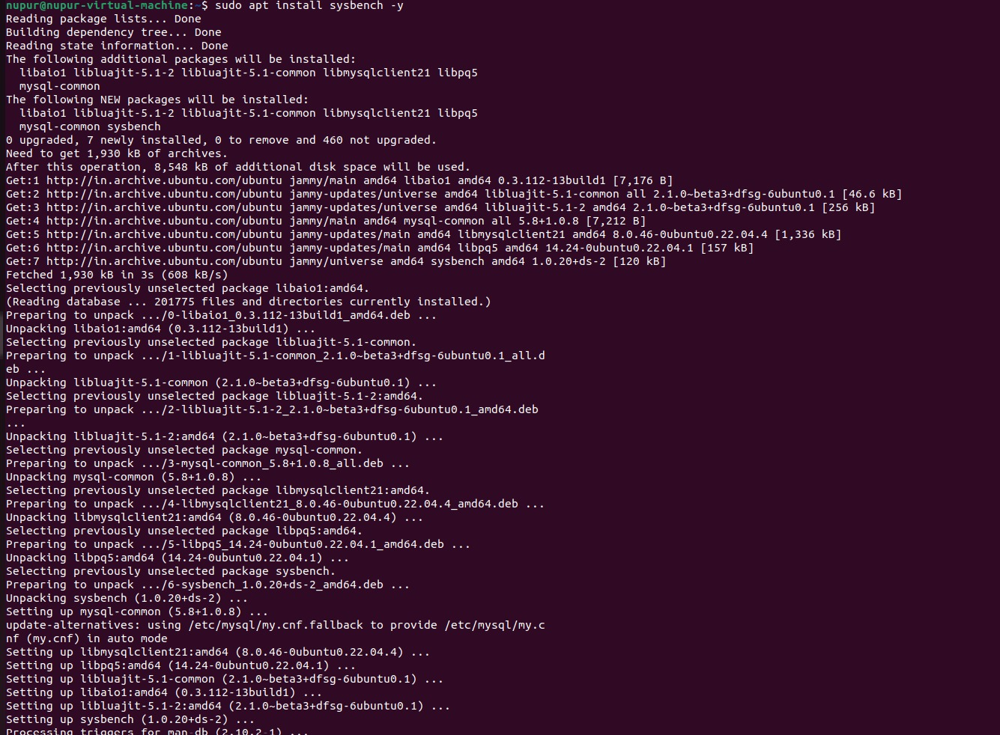 nupur@nupur-virtual-machine:~$ sudo apt install sysbench -y
Reading package lists... Done
Building dependency tree... Done
Reading state information... Done
The following additional packages will be installed:
  libaio1 libluajit-5.1-2 libluajit-5.1-common libmysqlclient21 libpq5
  mysql-common
The following NEW packages will be installed:
  libaio1 libluajit-5.1-2 libluajit-5.1-common libmysqlclient21 libpq5
  mysql-common sysbench
0 upgraded, 7 newly installed, 0 to remove and 460 not upgraded.
Need to get 1,930 kB of archives.
After this operation, 8,548 kB of additional disk space will be used.
Get:1 http://in.archive.ubuntu.com/ubuntu jammy/main amd64 libaio1 amd64 0.3.112-13build1 [7,176 B]
Get:2 http://in.archive.ubuntu.com/ubuntu jammy-updates/universe amd64 libluajit-5.1-common all 2.1.0~beta3+dfsg-6ubuntu0.1 [46.6 kB]
Get:3 http://in.archive.ubuntu.com/ubuntu jammy-updates/universe amd64 libluajit-5.1-2 amd64 2.1.0~beta3+dfsg-6ubuntu0.1 [256 kB]
Get:4 http://in.archive.ubuntu.com/ubuntu jammy/main amd64 mysql-common all 5.8+1.0.8 [7,212 B]
Get:5 http://in.archive.ubuntu.com/ubuntu jammy-updates/main amd64 libmysqlclient21 amd64 8.0.46-0ubuntu0.22.04.4 [1,336 kB]
Get:6 http://in.archive.ubuntu.com/ubuntu jammy-updates/main amd64 libpq5 amd64 14.24-0ubuntu0.22.04.1 [157 kB]
Get:7 http://in.archive.ubuntu.com/ubuntu jammy/universe amd64 sysbench amd64 1.0.20+ds-2 [120 kB]
Fetched 1,930 kB in 3s (608 kB/s)
Selecting previously unselected package libaio1:amd64.
(Reading database ... 201775 files and directories currently installed.)
Preparing to unpack .../0-libaio1_0.3.112-13build1_amd64.deb ...
Unpacking libaio1:amd64 (0.3.112-13build1) ...
Selecting previously unselected package libluajit-5.1-common.
Preparing to unpack .../1-libluajit-5.1-common_2.1.0~beta3+dfsg-6ubuntu0.1_all.d
eb ...
Unpacking libluajit-5.1-common (2.1.0~beta3+dfsg-6ubuntu0.1) ...
Selecting previously unselected package libluajit-5.1-2:amd64.
Preparing to unpack .../2-libluajit-5.1-2_2.1.0~beta3+dfsg-6ubuntu0.1_amd64.deb
...
Unpacking libluajit-5.1-2:amd64 (2.1.0~beta3+dfsg-6ubuntu0.1) ...
Selecting previously unselected package mysql-common.
Preparing to unpack .../3-mysql-common_5.8+1.0.8_all.deb ...
Unpacking mysql-common (5.8+1.0.8) ...
Selecting previously unselected package libmysqlclient21:amd64.
Preparing to unpack .../4-libmysqlclient21_8.0.46-0ubuntu0.22.04.4_amd64.deb ...
Unpacking libmysqlclient21:amd64 (8.0.46-0ubuntu0.22.04.4) ...
Selecting previously unselected package libpq5:amd64.
Preparing to unpack .../5-libpq5_14.24-0ubuntu0.22.04.1_amd64.deb ...
Unpacking libpq5:amd64 (14.24-0ubuntu0.22.04.1) ...
Selecting previously unselected package sysbench.
Preparing to unpack .../6-sysbench_1.0.20+ds-2_amd64.deb ...
Unpacking sysbench (1.0.20+ds-2) ...
Setting up mysql-common (5.8+1.0.8) ...
update-alternatives: using /etc/mysql/my.cnf.fallback to provide /etc/mysql/my.c
nf (my.cnf) in auto mode
Setting up libmysqlclient21:amd64 (8.0.46-0ubuntu0.22.04.4) ...
Setting up libpq5:amd64 (14.24-0ubuntu0.22.04.1) ...
Setting up libluajit-5.1-common (2.1.0~beta3+dfsg-6ubuntu0.1) ...
Setting up libaio1:amd64 (0.3.112-13build1) ...
Setting up libluajit-5.1-2:amd64 (2.1.0~beta3+dfsg-6ubuntu0.1) ...
Setting up sysbench (1.0.20+ds-2) ...
Processing triggers for man-db (2.10.2-1) ...